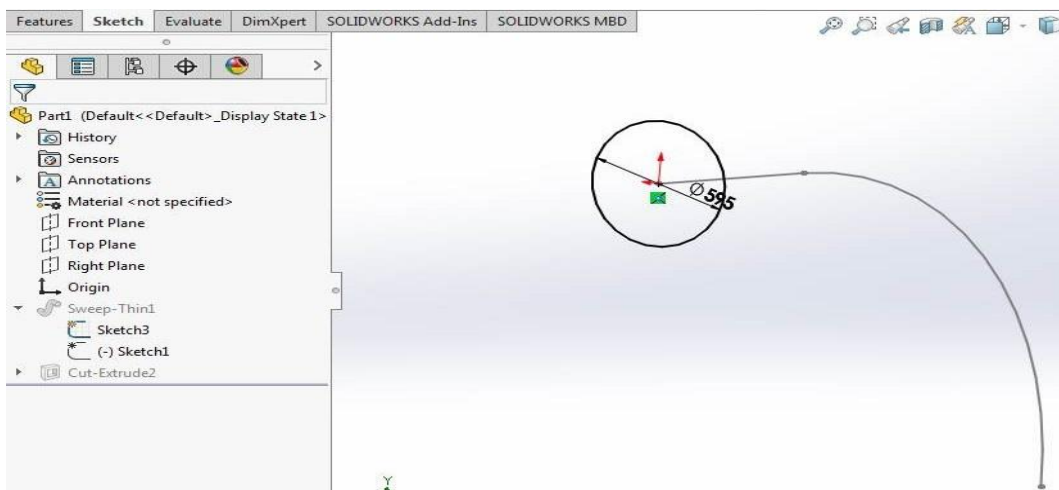 Features Sketch Evaluate DimXpert SOLIDWORKS Add-Ins SOLIDWORKS MBD
Part1 (Default<<Default>_Display State 1>
History
Sensors
Annotations
Material <not specified>
Front Plane
Top Plane
Right Plane
Origin
Sweep-Thin1
Sketch3
(-) Sketch1
Cut-Extrude2
Ø595
Y